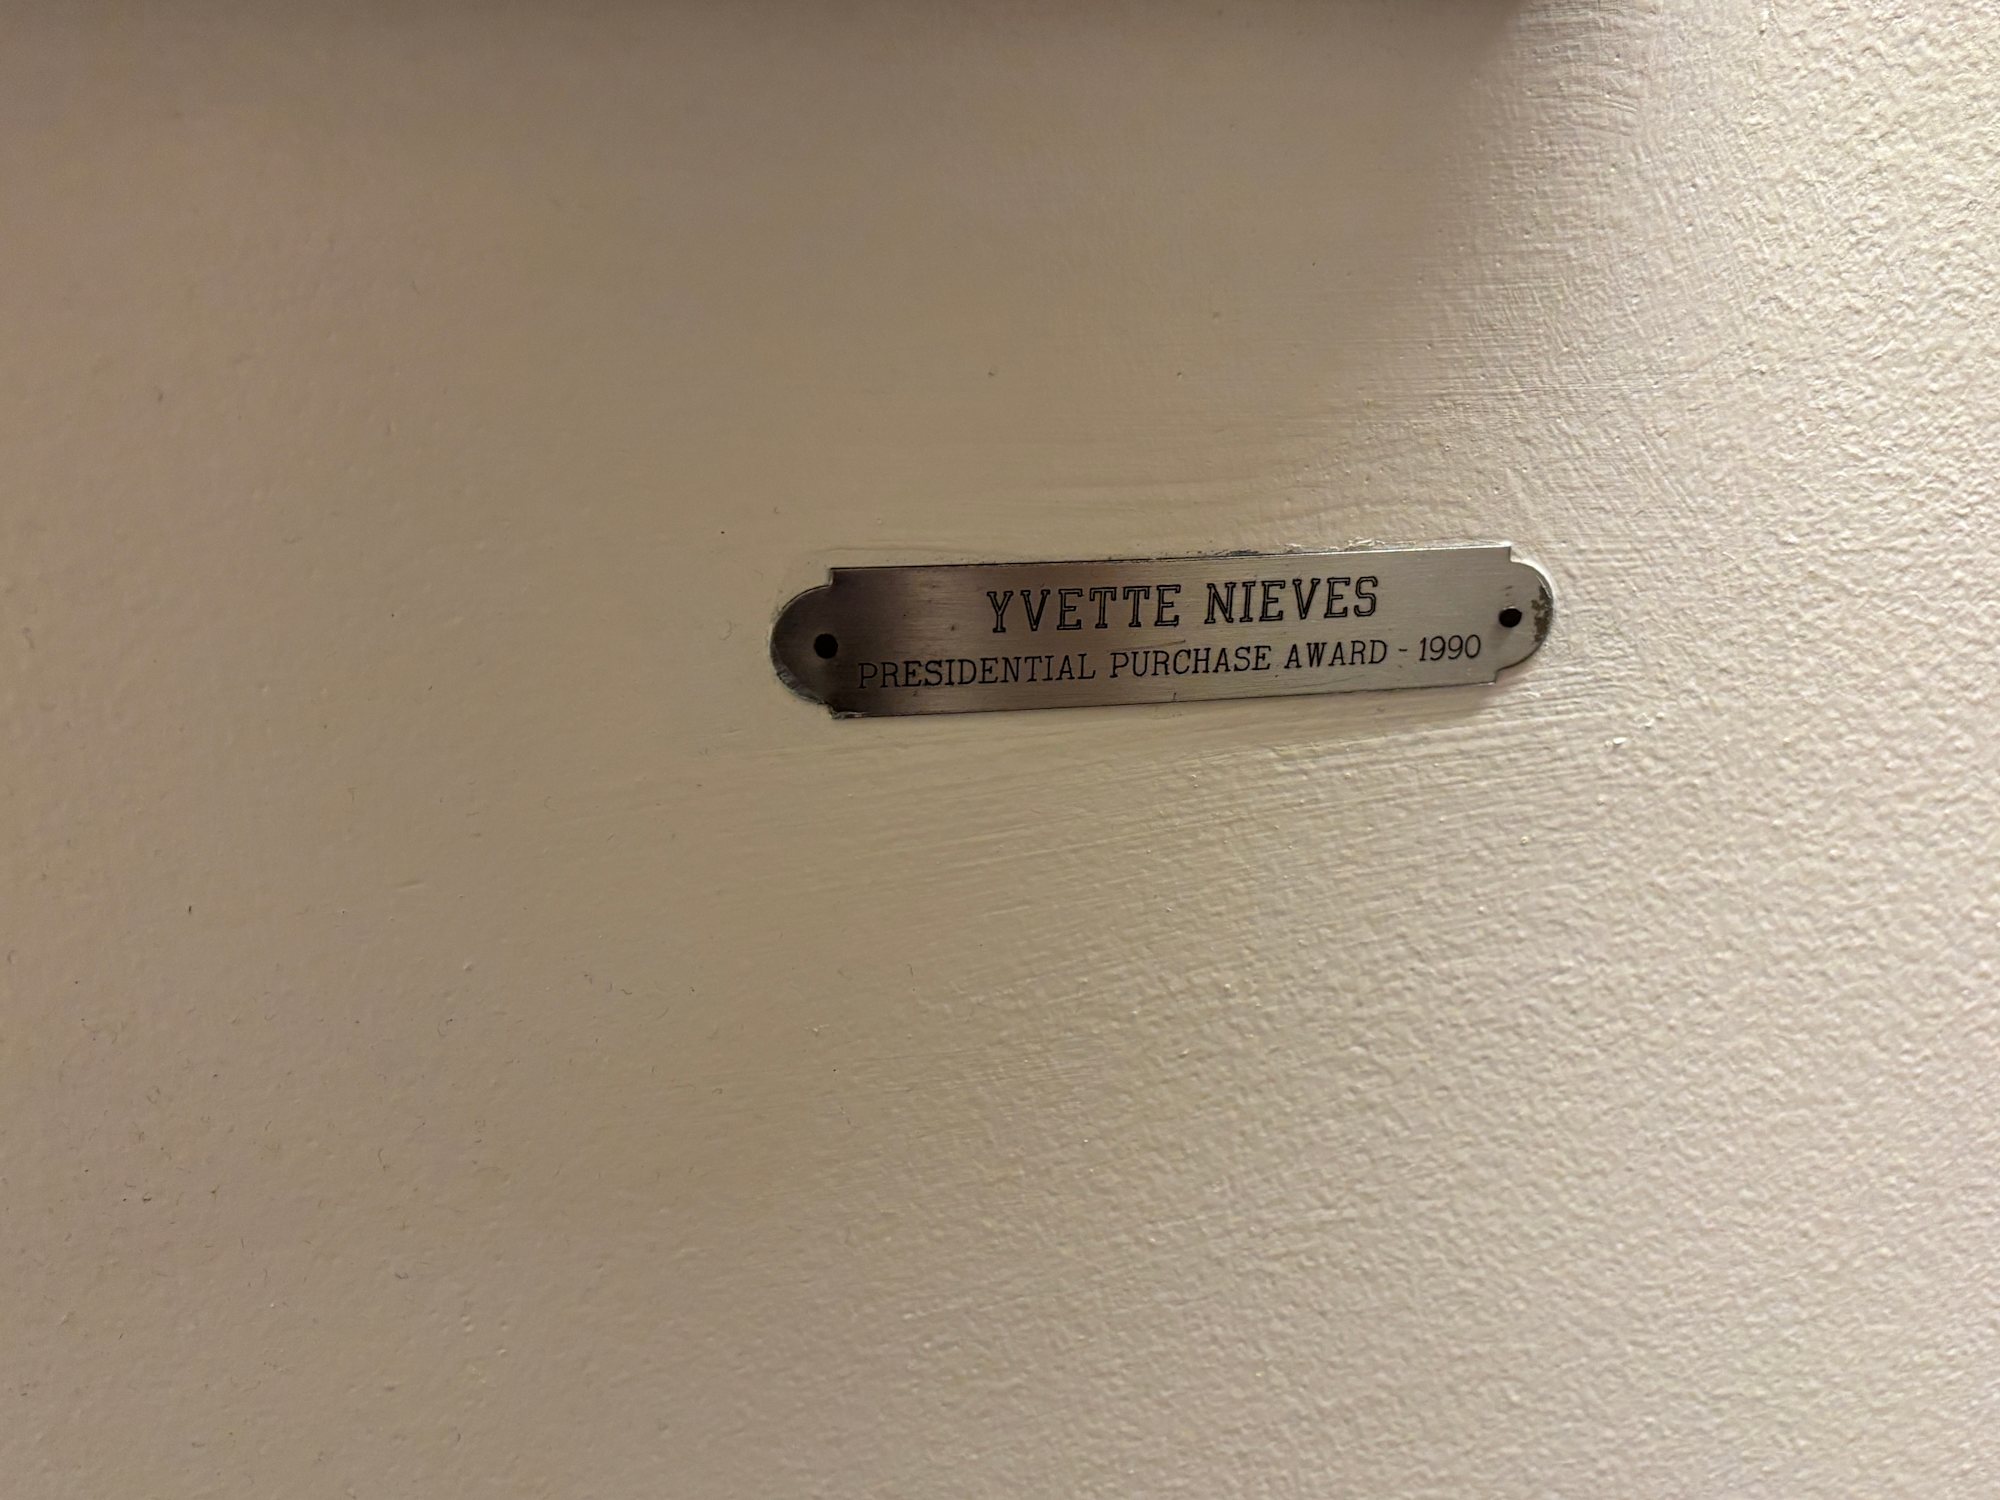 YVETTE NIEVES
PRESIDENTIAL PURCHASE AWARD - 1990